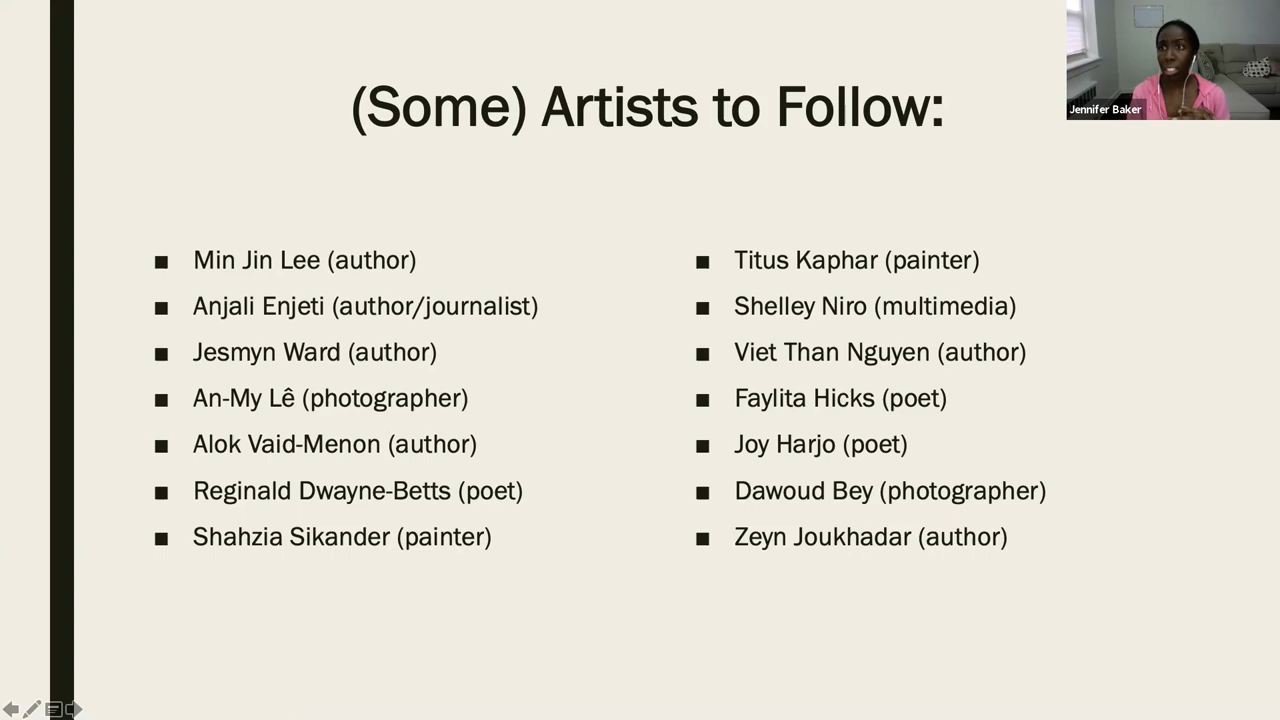 (Some) Artists to Follow:
Jennifer Baker
■ Min Jin Lee (author)
■ Anjali Enjeti (author/journalist)
■ Jesmyn Ward (author)
■ An-My Lê (photographer)
■ Alok Vaid-Menon (author)
■ Reginald Dwayne-Betts (poet)
■ Shahzia Sikander (painter)
■ Titus Kaphar (painter)
■ Shelley Niro (multimedia)
■ Viet Than Nguyen (author)
■ Faylita Hicks (poet)
■ Joy Harjo (poet)
■ Dawoud Bey (photographer)
■ Zeyn Joukhadar (author)